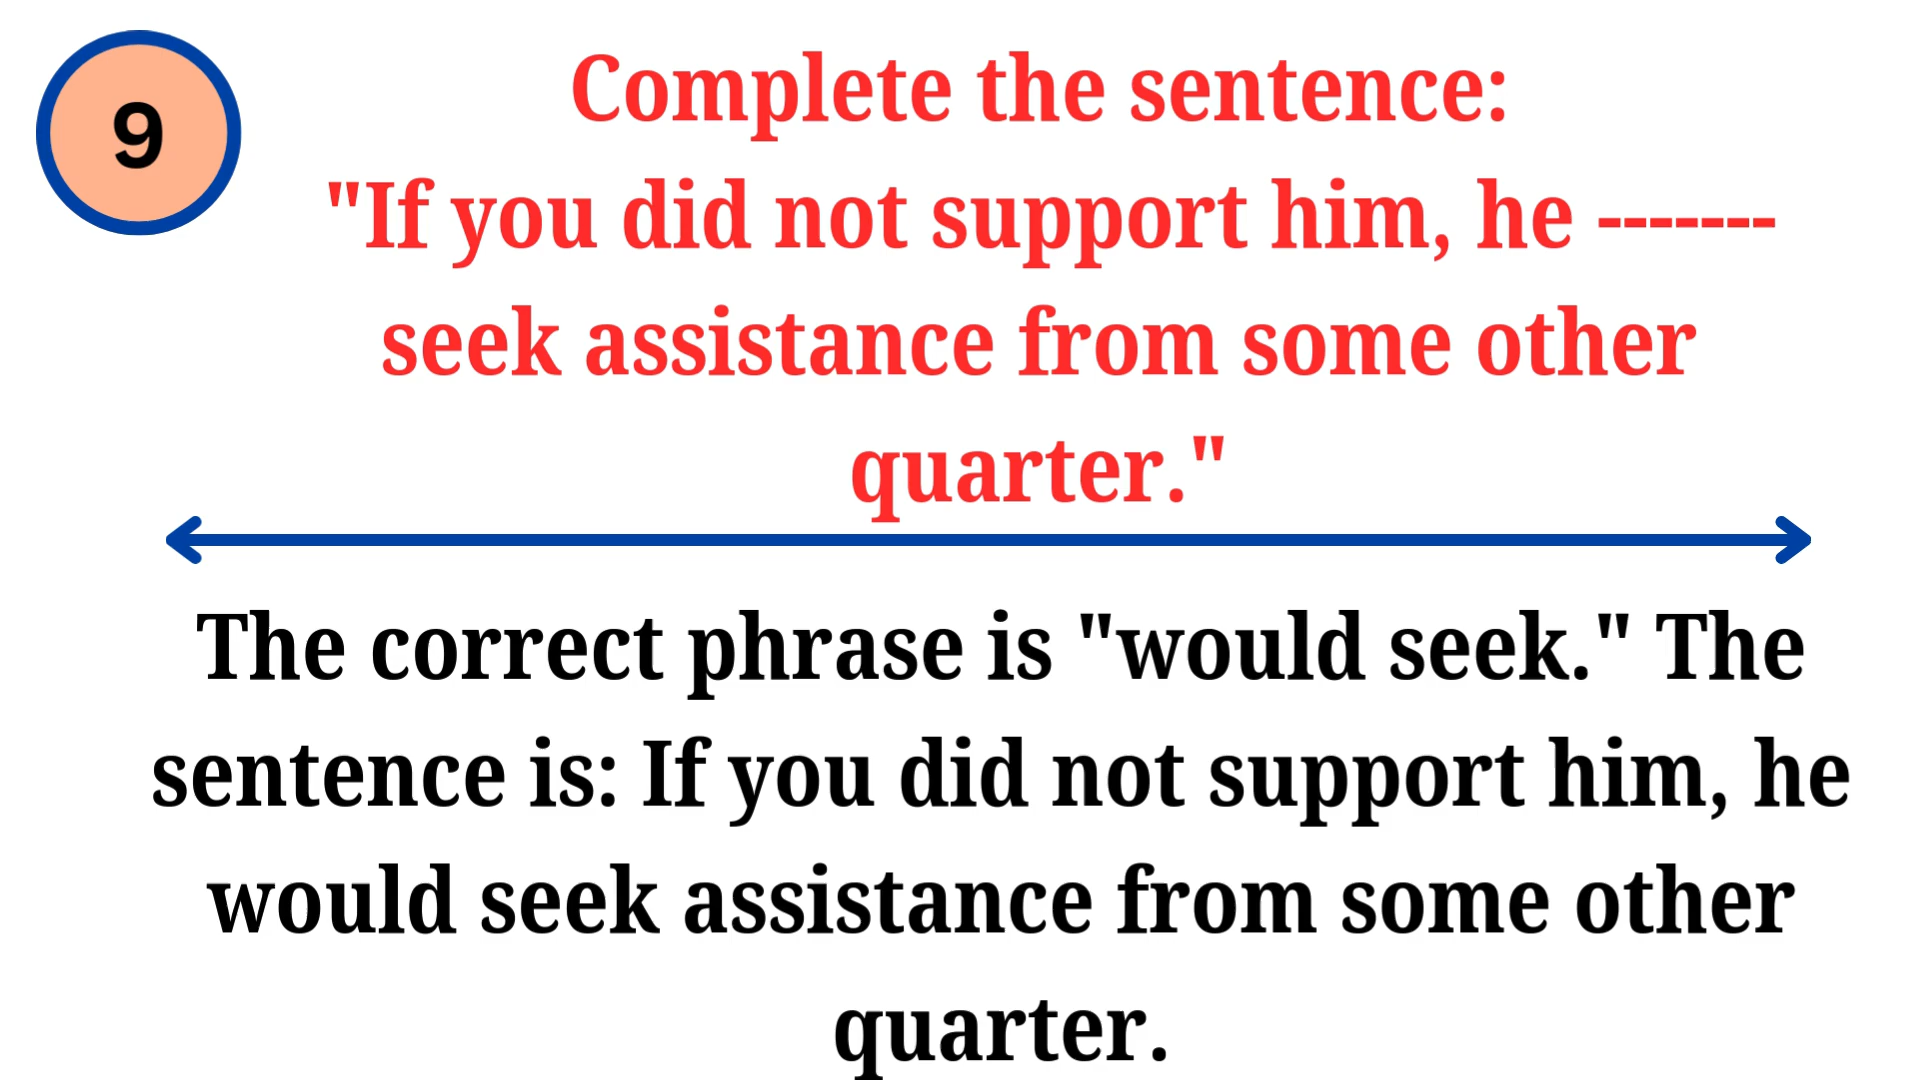 9
Complete the sentence:
"If you did not support him, he -------
seek assistance from some other
quarter."
The correct phrase is "would seek." The
sentence is: If you did not support him, he
would seek assistance from some other
quarter.